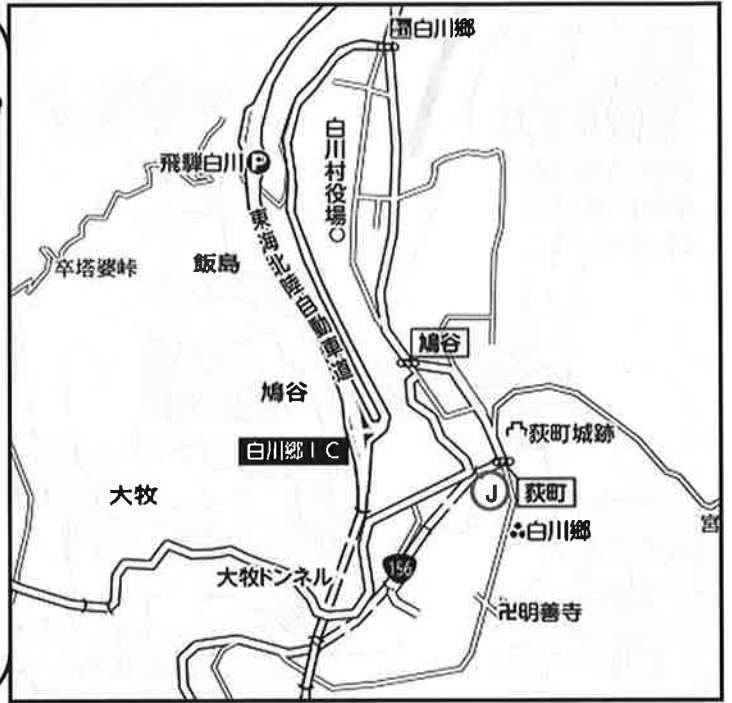 白川郷
白川村役場
飛騨白川 P
東海北陸自動車道
卒塔婆峠
飯島
鳩谷
鳩谷
荻町城跡
白川郷IC
大牧
J 荻町
白川郷
宮
156
大牧トンネル
卍明善寺